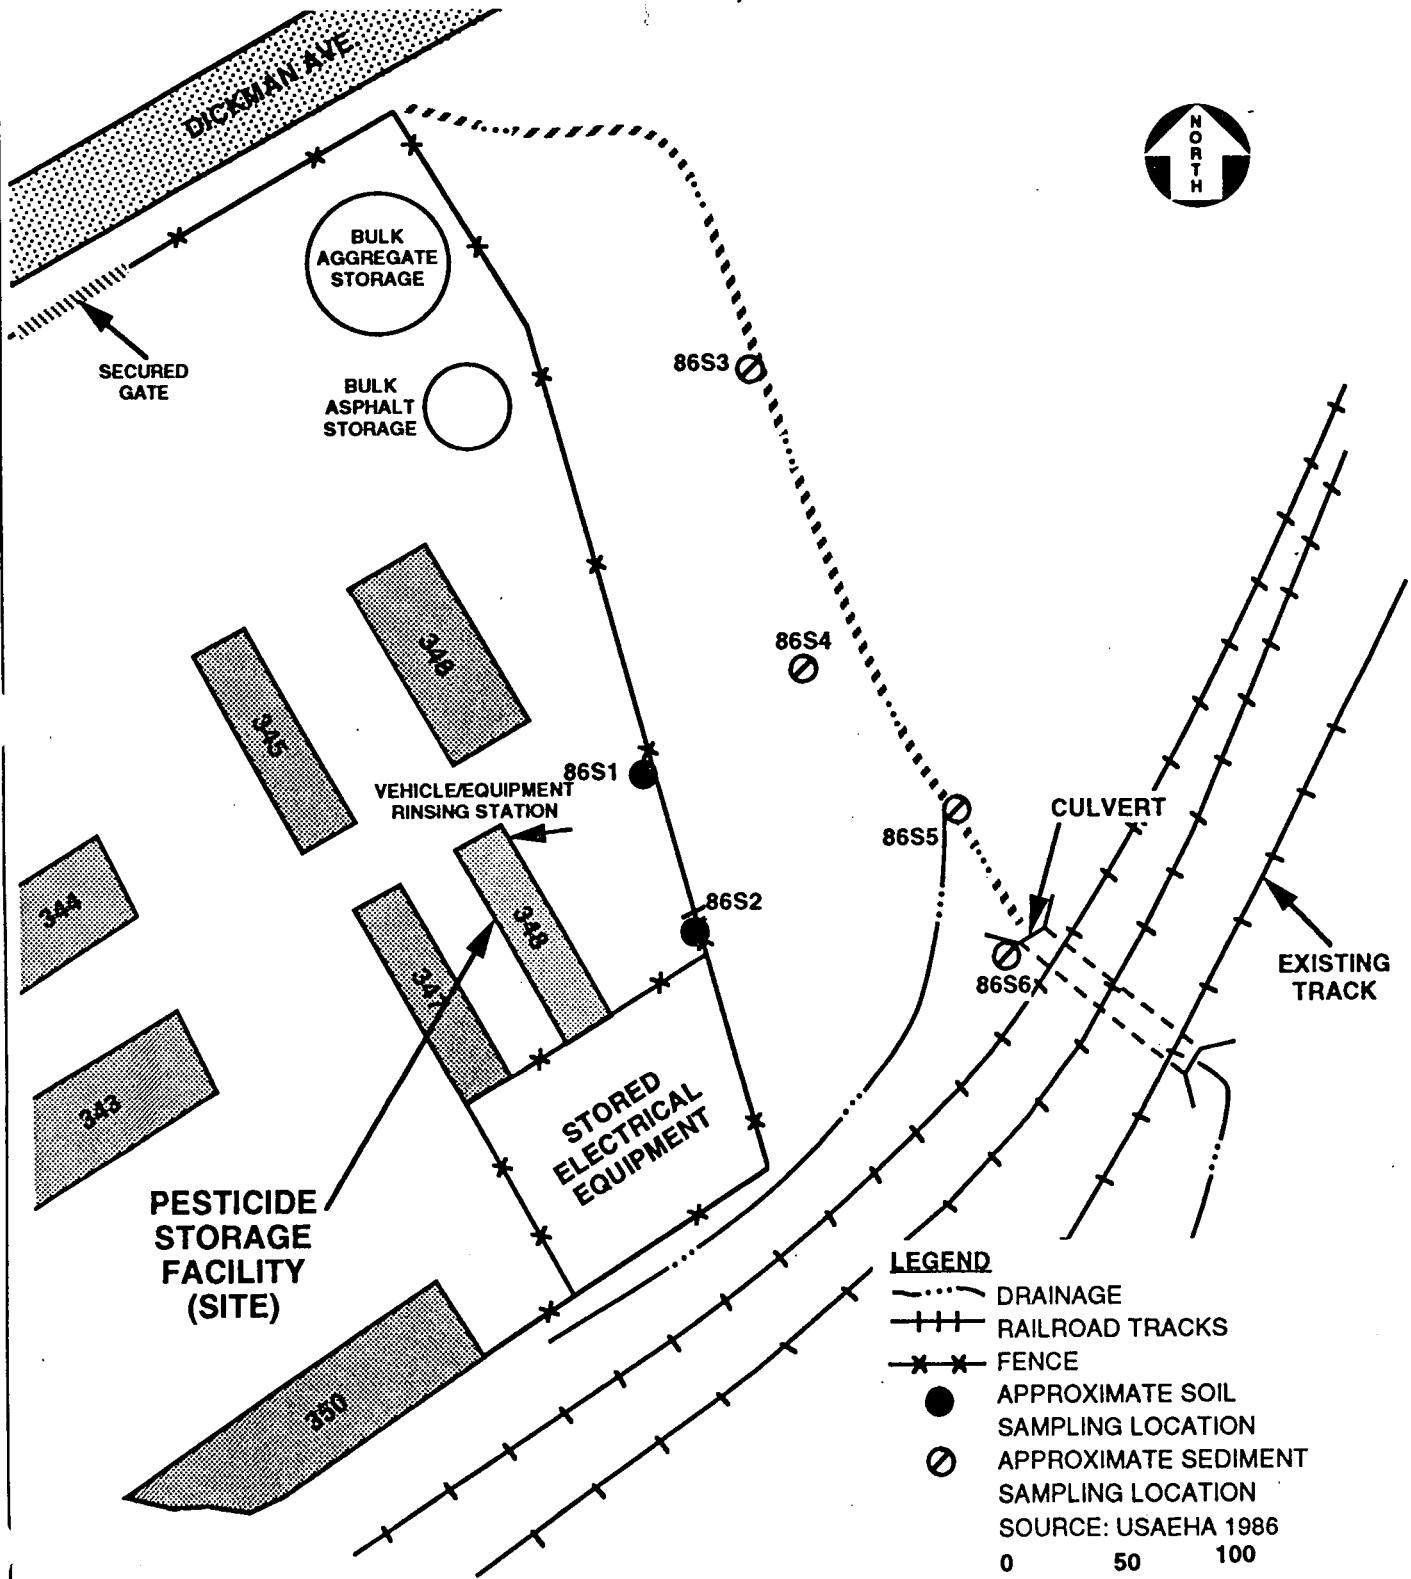 DICKMAN AVE
NORTH
BULK
AGGREGATE
STORAGE
SECURED
GATE
BULK
ASPHALT
STORAGE
86S3
348
86S4
345
86S1
VEHICLE/EQUIPMENT
RINSING STATION
CULVERT
86S5
344
348
86S2
347
86S6
EXISTING
TRACK
343
STORED
ELECTRICAL
EQUIPMENT
PESTICIDE
STORAGE
FACILITY
(SITE)
350
LEGEND
DRAINAGE
RAILROAD TRACKS
FENCE
APPROXIMATE SOIL
SAMPLING LOCATION
APPROXIMATE SEDIMENT
SAMPLING LOCATION
SOURCE: USAEHA 1986
0 50 100